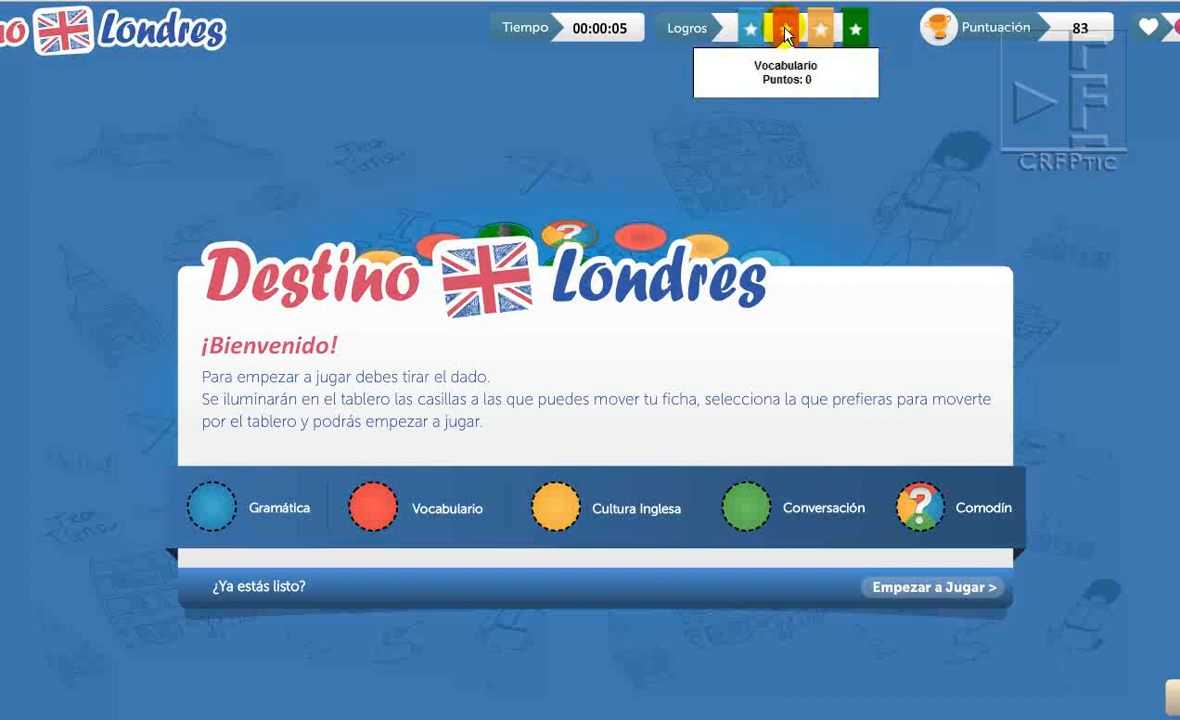 no Londres
Tiempo 00:00:05 Logros Puntuación 83
Vocabulario
Puntos: 0
CRFPTIC
Destino Londres
¡Bienvenido!
Para empezar a jugar debes tirar el dado.
Se iluminarán en el tablero las casillas a las que puedes mover tu ficha, selecciona la que prefieras para moverte
por el tablero y podrás empezar a jugar.
Gramática Vocabulario Cultura Inglesa Conversación Comodín
¿Ya estás listo? Empezar a Jugar >